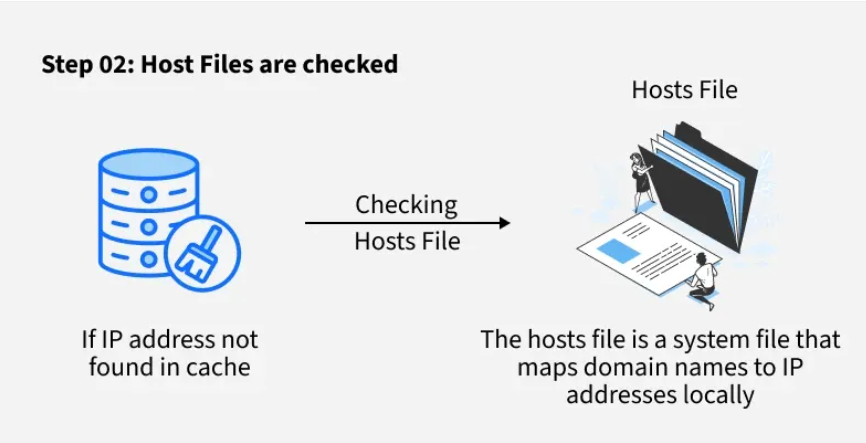 Step 02: Host Files are checked
Hosts File
Checking
Hosts File
If IP address not
found in cache
The hosts file is a system file that
maps domain names to IP
addresses locally